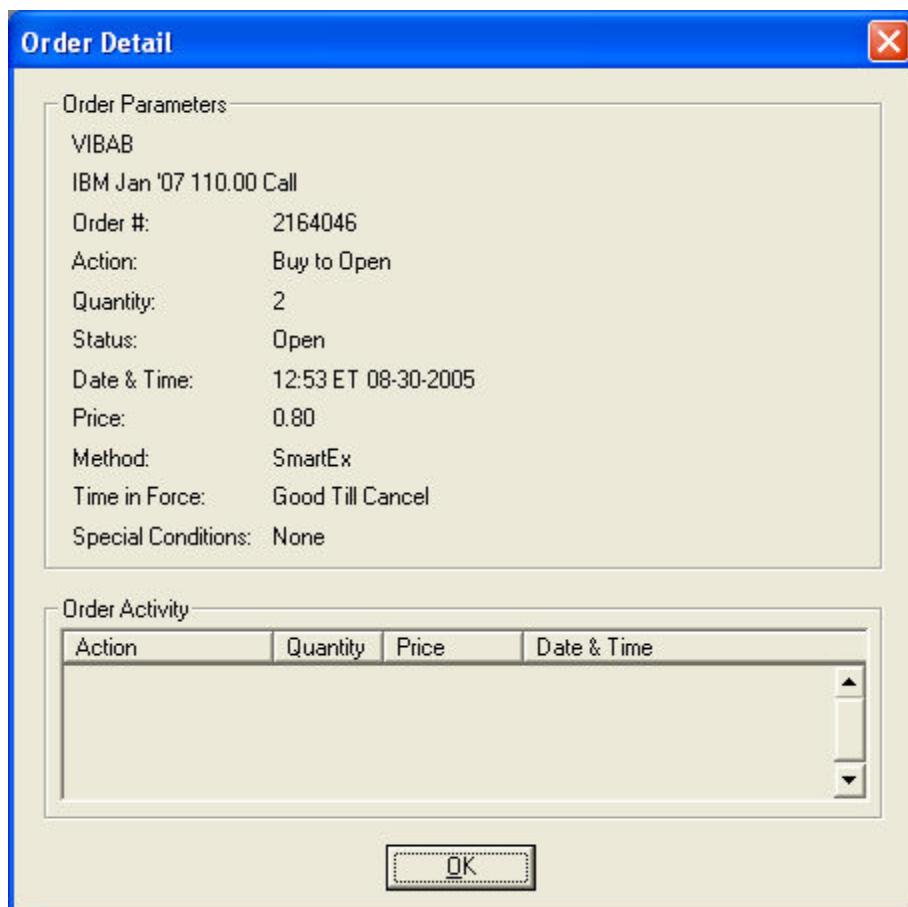 Order Detail
Order Parameters
VIBAB
IBM Jan '07 110.00 Call
Order #: 2164046
Action: Buy to Open
Quantity: 2
Status: Open
Date & Time: 12:53 ET 08-30-2005
Price: 0.80
Method: SmartEx
Time in Force: Good Till Cancel
Special Conditions: None
Order Activity
Action Quantity Price Date & Time
OK